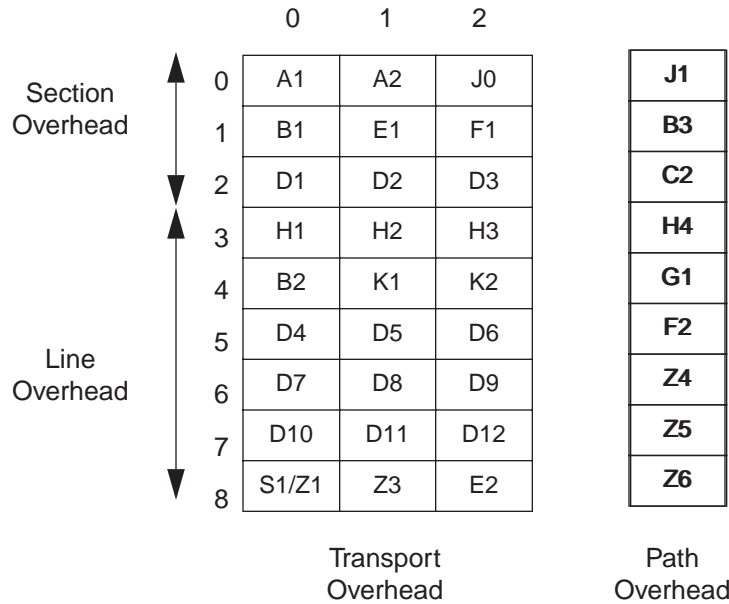 0 1 2
Section
Overhead
0 A1 A2 J0 J1
1 B1 E1 F1 B3
2 D1 D2 D3 C2
3 H1 H2 H3 H4
4 B2 K1 K2 G1
5 D4 D5 D6 F2
Line
Overhead
6 D7 D8 D9 Z4
7 D10 D11 D12 Z5
8 S1/Z1 Z3 E2 Z6
Transport
Overhead
Path
Overhead